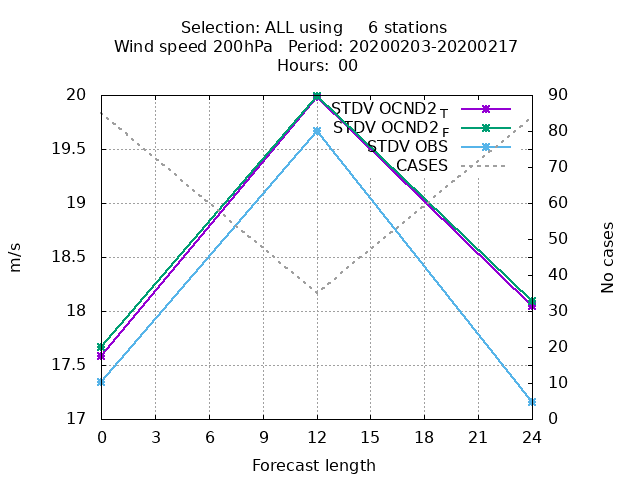 Selection: ALL using     6 stations
Wind speed 200hPa   Period: 20200203-20200217
Hours: 00
STDV OCND2 T
STDV OCND2 F
STDV OBS
CASES
20
19.5
19
18.5
18
17.5
17
m/s
90
80
70
60
50
40
30
20
10
0
No cases
0 3 6 9 12 15 18 21 24
Forecast length